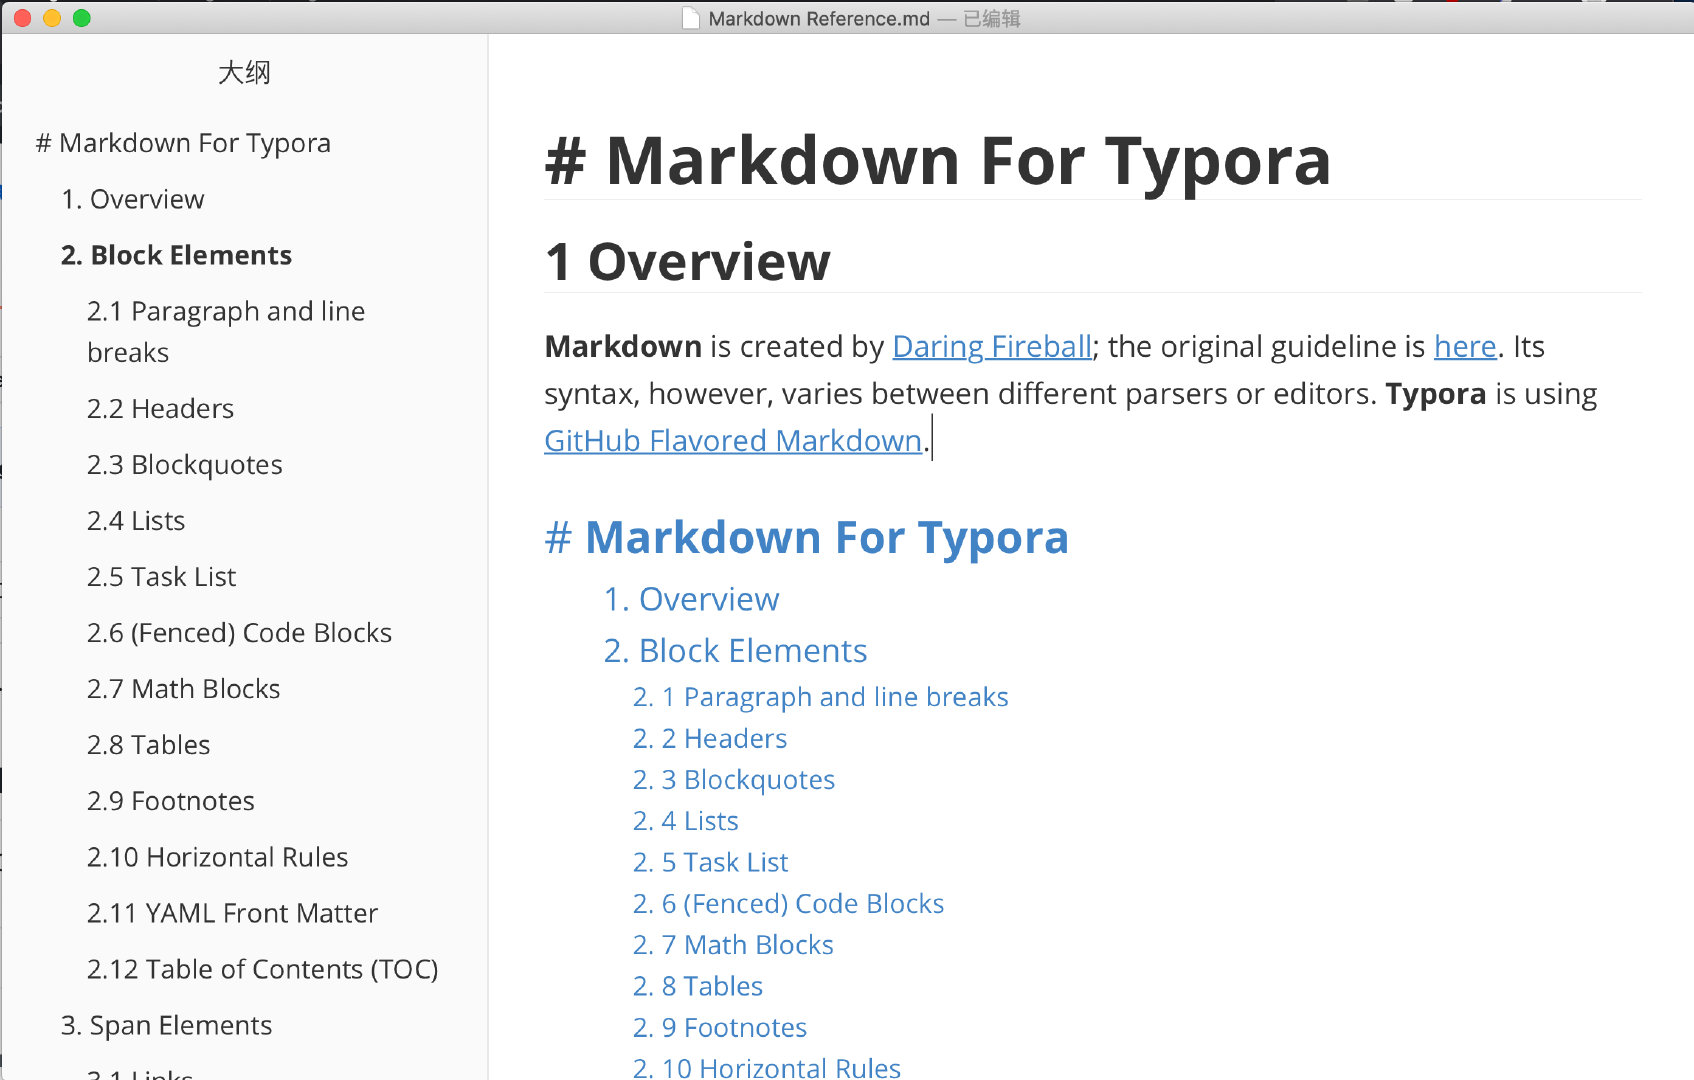 Markdown Reference.md — 已编辑
大纲
# Markdown For Typora
1. Overview
2. Block Elements
2.1 Paragraph and line
breaks
2.2 Headers
2.3 Blockquotes
2.4 Lists
2.5 Task List
2.6 (Fenced) Code Blocks
2.7 Math Blocks
2.8 Tables
2.9 Footnotes
2.10 Horizontal Rules
2.11 YAML Front Matter
2.12 Table of Contents (TOC)
3. Span Elements
3.1 Links
# Markdown For Typora
1 Overview
Markdown is created by Daring Fireball; the original guideline is here. Its
syntax, however, varies between different parsers or editors. Typora is using
GitHub Flavored Markdown.
# Markdown For Typora
1. Overview
2. Block Elements
2. 1 Paragraph and line breaks
2. 2 Headers
2. 3 Blockquotes
2. 4 Lists
2. 5 Task List
2. 6 (Fenced) Code Blocks
2. 7 Math Blocks
2. 8 Tables
2. 9 Footnotes
2. 10 Horizontal Rules